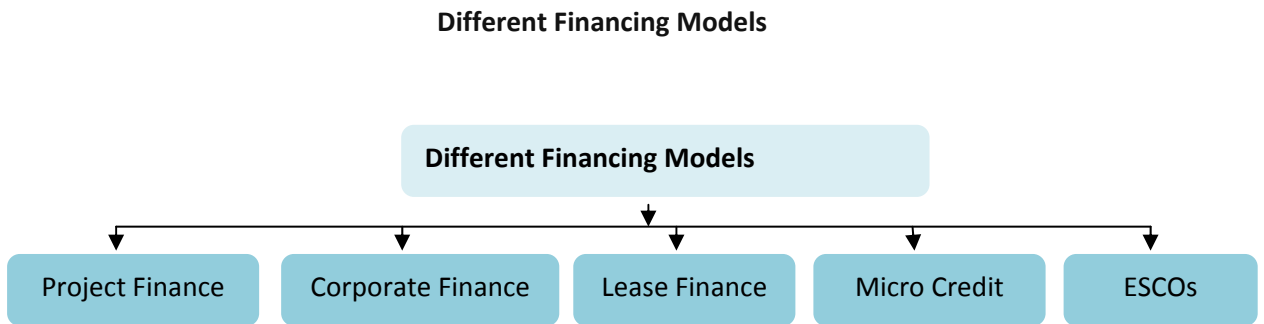 Different Financing Models
Different Financing Models
Project Finance
Corporate Finance
Lease Finance
Micro Credit
ESCOs